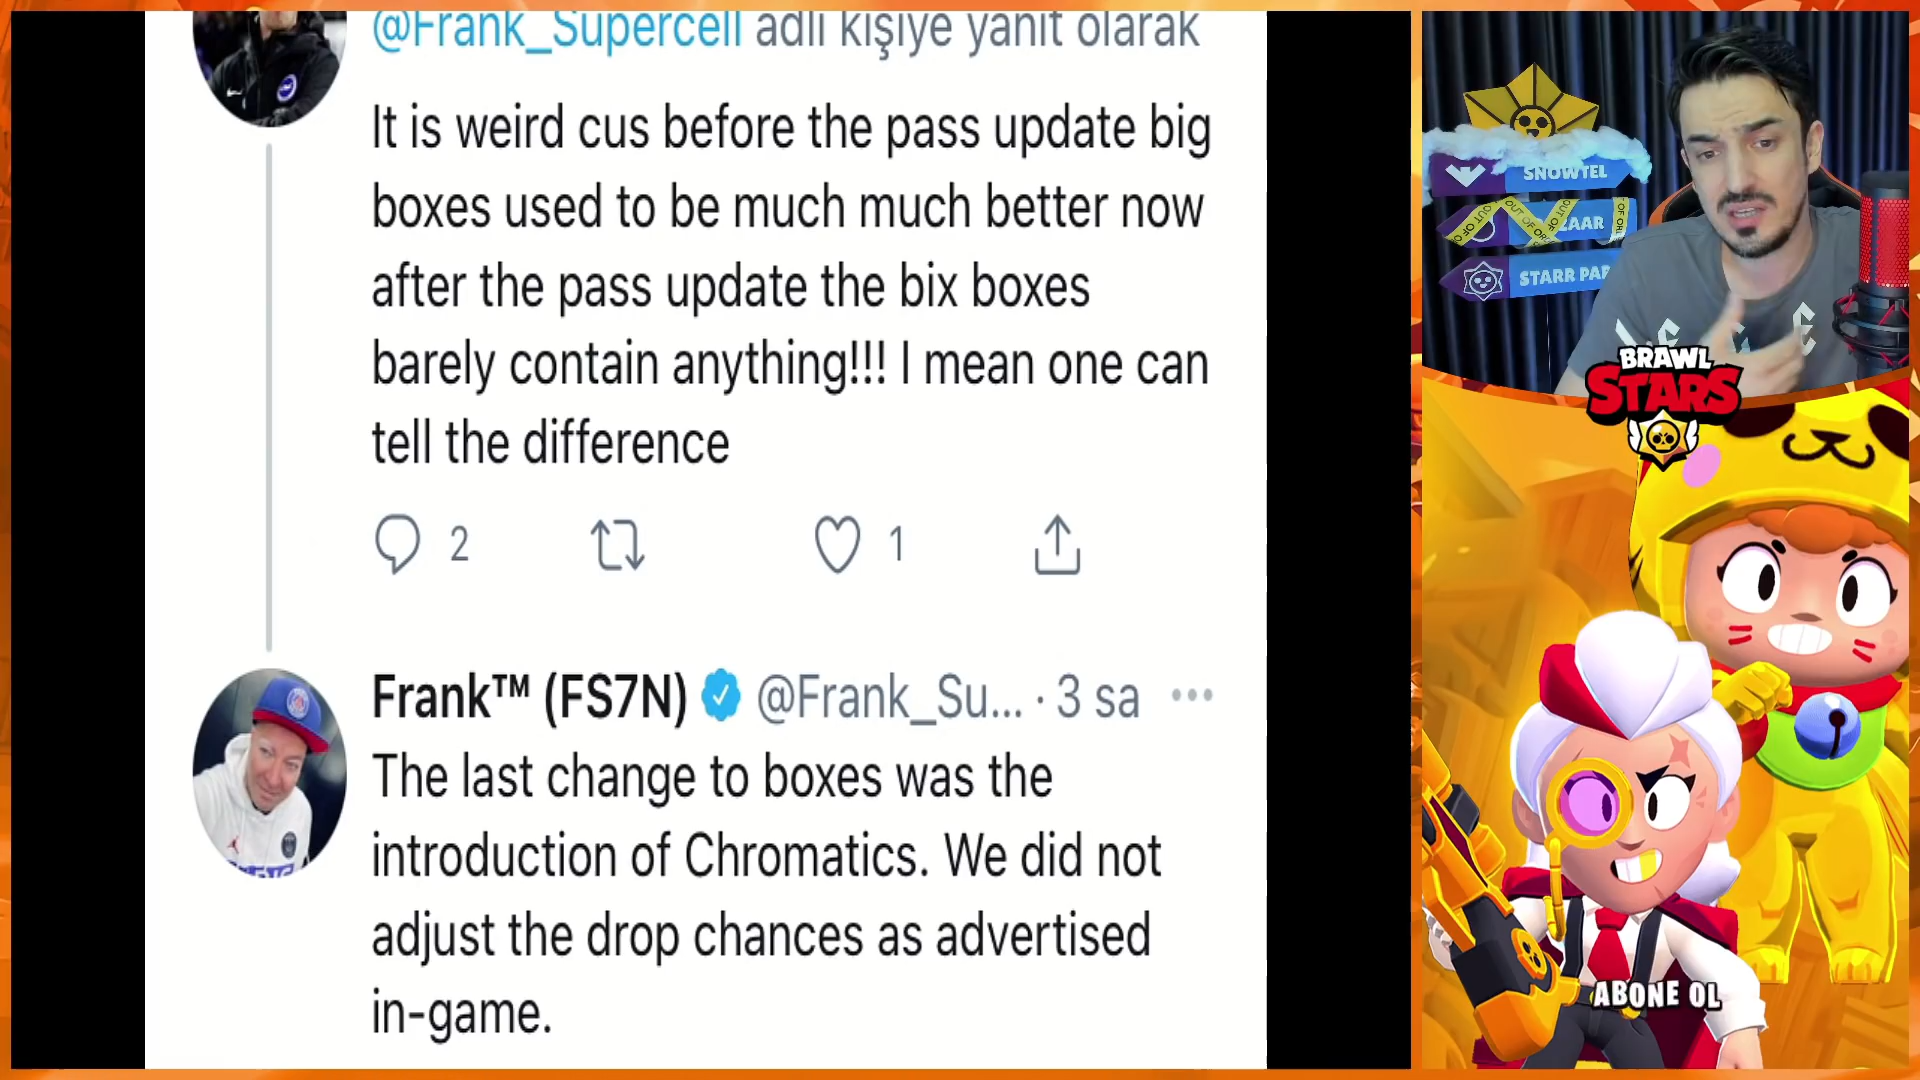 @Frank_Supercell adlı kişiye yanıt olarak
It is weird cus before the pass update big
boxes used to be much much better now
after the pass update the bix boxes
barely contain anything!!! I mean one can
tell the difference
2
1
Frank™ (FS7N) @Frank_Su... · 3 sa
The last change to boxes was the
introduction of Chromatics. We did not
adjust the drop chances as advertised
in-game.
SNOWTEL
OUT OF
STARR PAR
BRAWL
STARS
ABONE OL